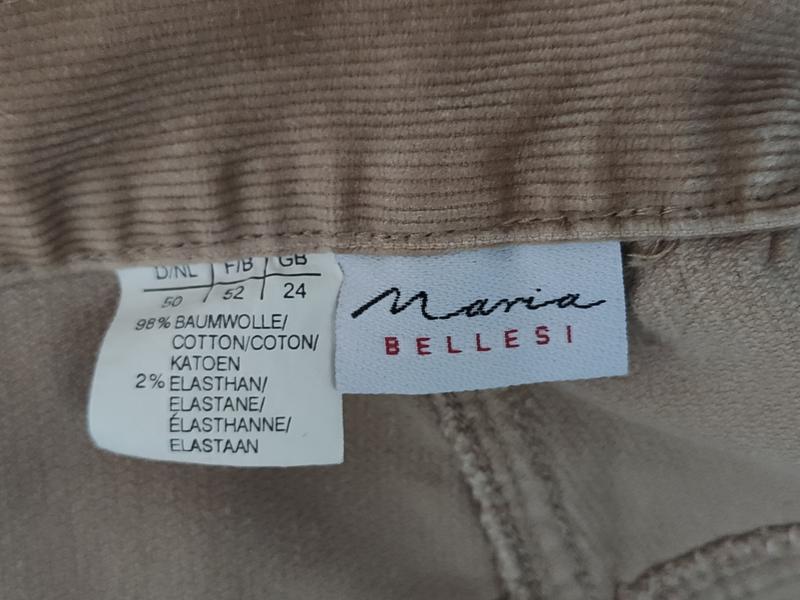 D/NL F/B GB
50 52 24
98% BAUMWOLLE/
COTTON/COTON/
KATOEN
2% ELASTHAN/
ELASTANE/
ÉLASTHANNE/
ELASTAAN
Maria
BELLESI